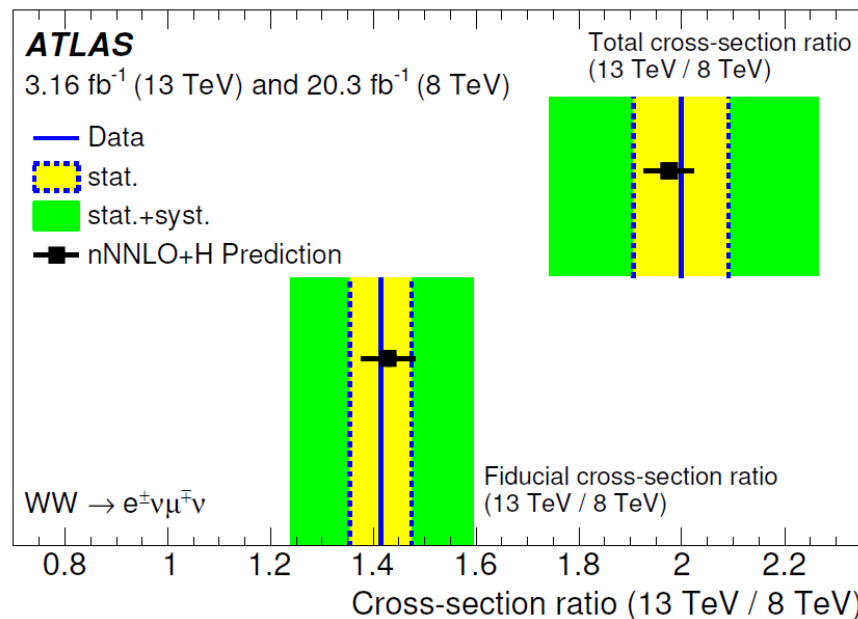 ATLAS
3.16 fb⁻¹ (13 TeV) and 20.3 fb⁻¹ (8 TeV)
Data
stat.
stat.+syst.
nNNLO+H Prediction
Total cross-section ratio
(13 TeV / 8 TeV)
Fiducial cross-section ratio
(13 TeV / 8 TeV)
WW → e±νμ∓ν
0.8 1 1.2 1.4 1.6 1.8 2 2.2
Cross-section ratio (13 TeV / 8 TeV)